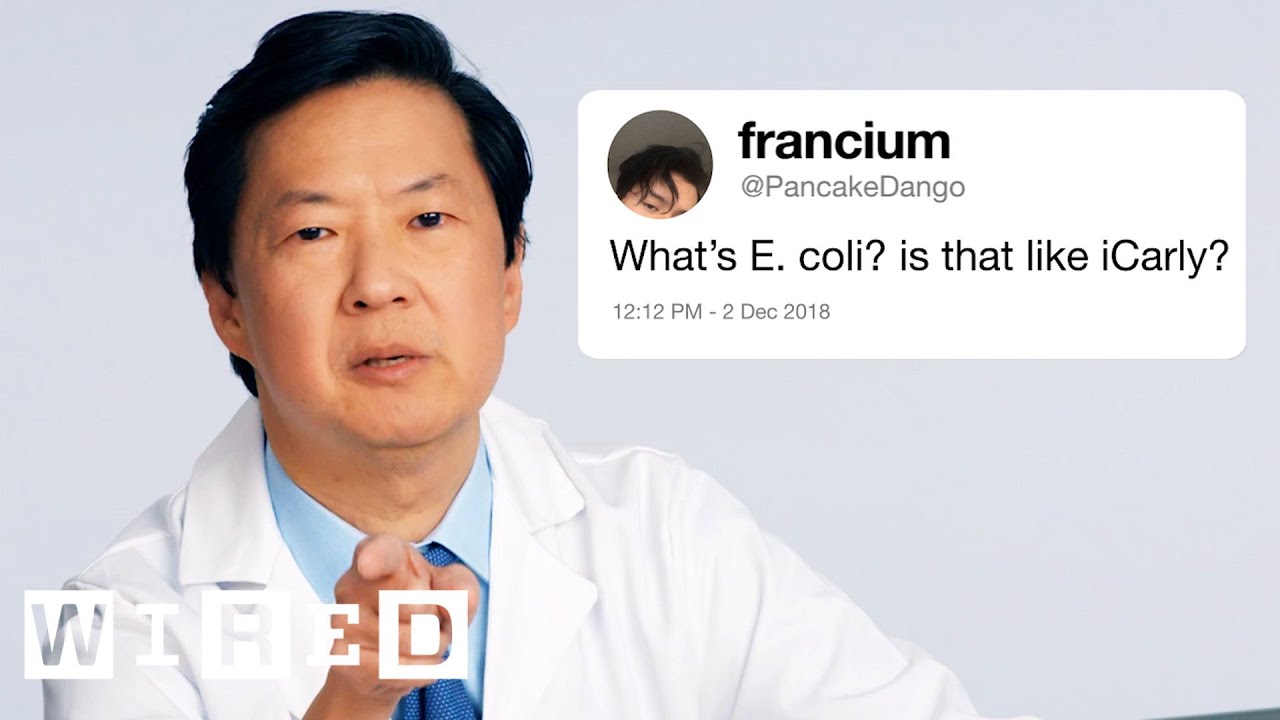 francium
@PancakeDango
What’s E. coli? is that like iCarly?
12:12 PM - 2 Dec 2018
WIRED